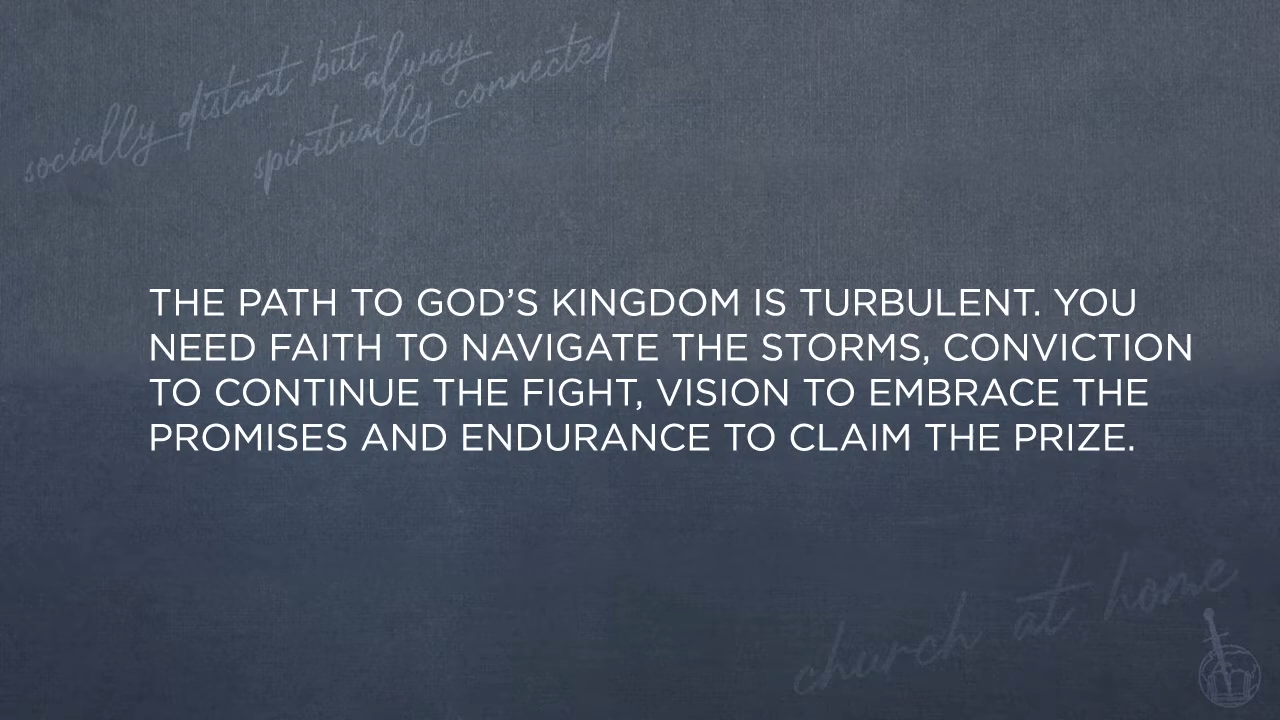 socially distant but always
spiritually connected
THE PATH TO GOD’S KINGDOM IS TURBULENT. YOU
NEED FAITH TO NAVIGATE THE STORMS, CONVICTION
TO CONTINUE THE FIGHT, VISION TO EMBRACE THE
PROMISES AND ENDURANCE TO CLAIM THE PRIZE.
church at home